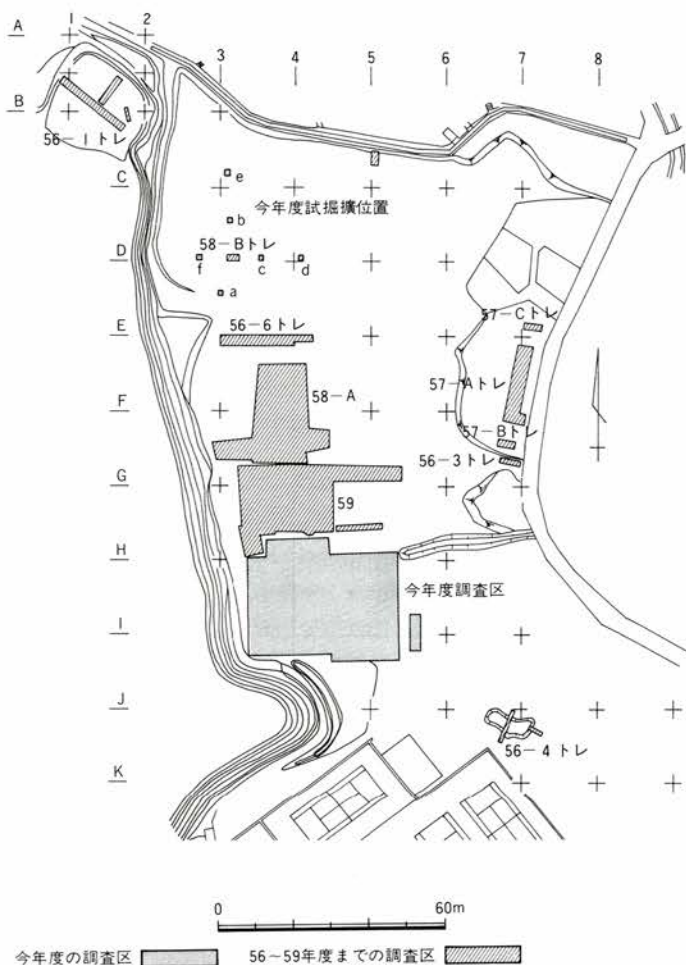 1 2
A
3 4 5 6 7 8
B
56-1トレ
C
e
今年度試掘擴位置
b
58-Bトレ
D
f c d
a
57-Cトレ
E
56-6トレ
58-A
57-Aトレ
F
57-Bトレ
56-3トレ
G
59
H
今年度調査区
I
J
56-4トレ
K
0 60m
今年度の調査区 56~59年度までの調査区